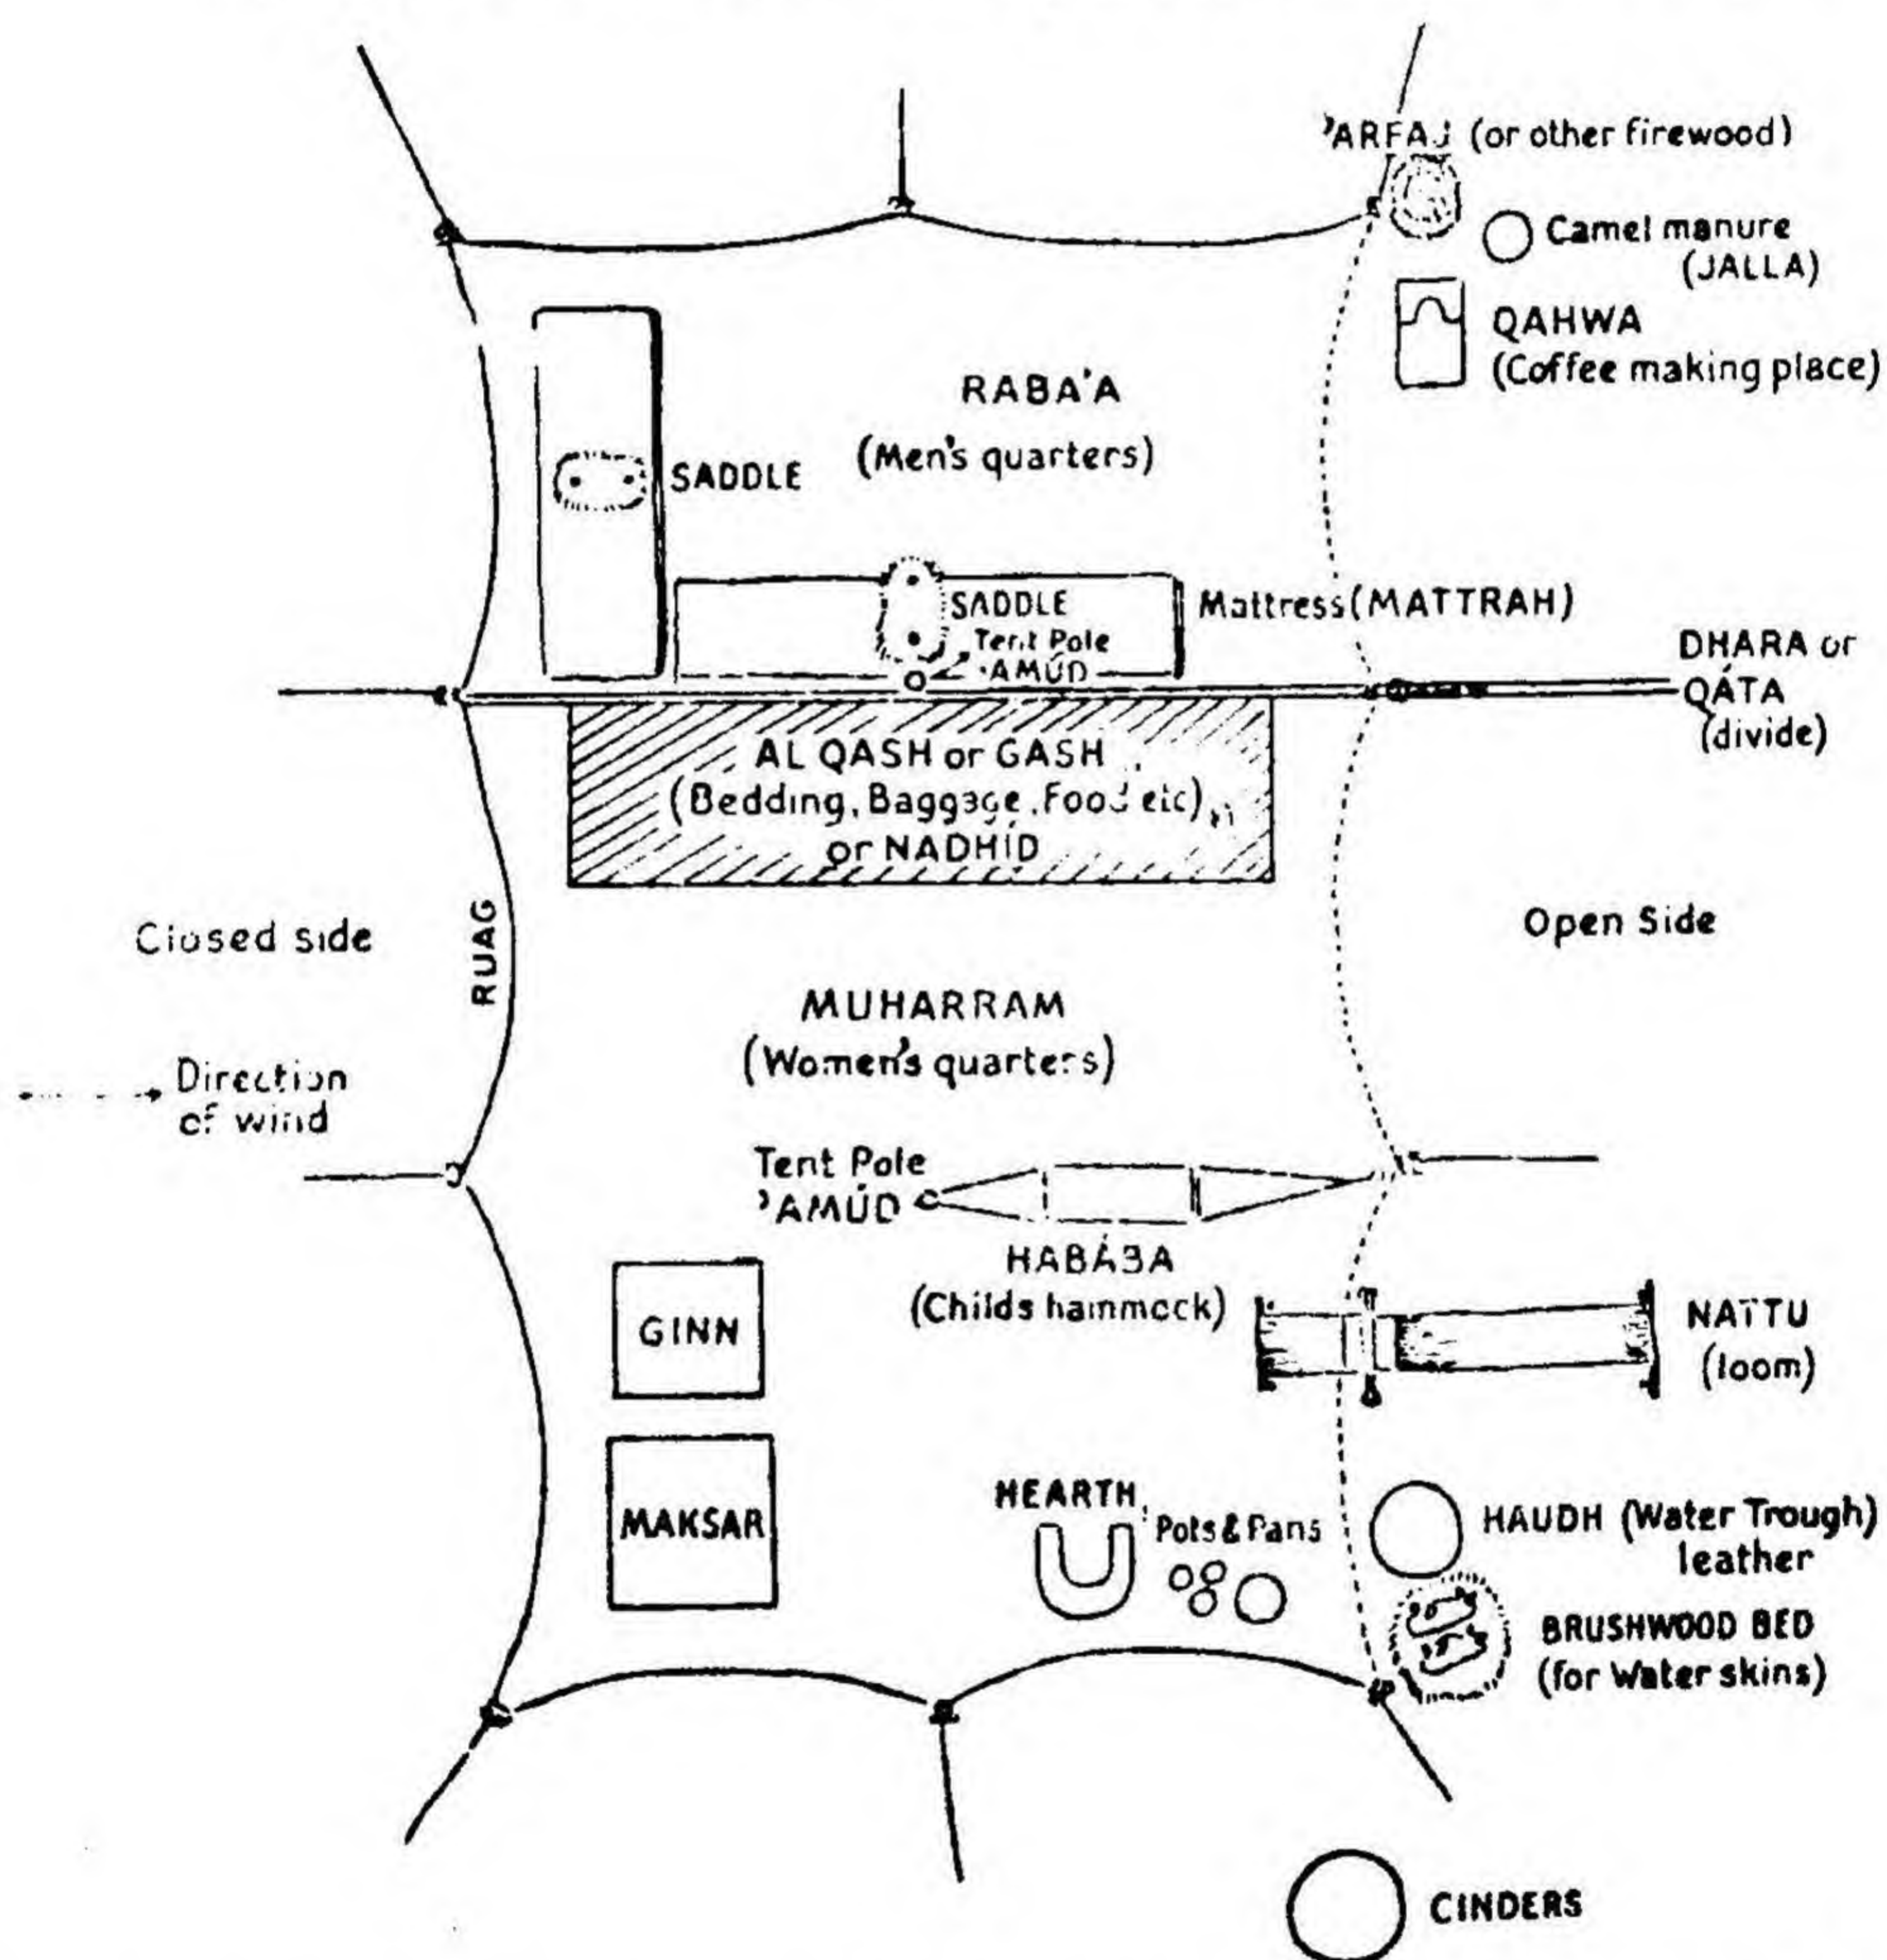 ’ARFAJ (or other firewood)
Camel manure
(JALLA)
QAHWA
(Coffee making place)
RABA’A
(Men's quarters)
SADDLE
SADDLE
Tent Pole
’AMÚD
Mattress (MATTRAH)
DHARA or
QÁTA
(divide)
AL QASH or GASH
(Bedding, Baggage, Food etc)
or NADHÍD
Closed side
RUAG
Open Side
MUHARRAM
(Women's quarters)
Direction
of wind
Tent Pole
’AMÚD
HABÁBA
(Childs hammock)
GINN
NATTU
(loom)
MAKSAR
HEARTH
Pots & Pans
HAUDH (Water Trough)
leather
BRUSHWOOD BED
(for Water skins)
CINDERS